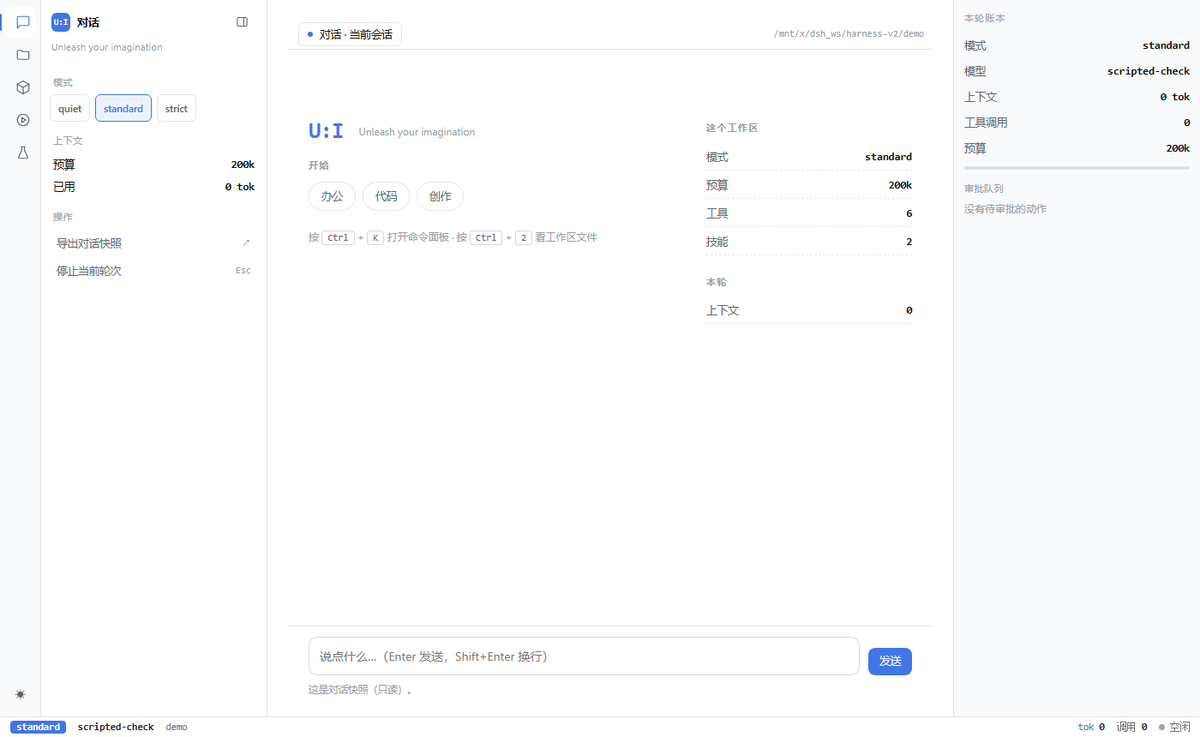 U:I 对话
Unleash your imagination
模式
quiet standard strict
上下文
预算 200k
已用 0 tok
操作
导出对话快照 ↗
停止当前轮次 Esc
对话 · 当前会话 /mnt/x/dsh_ws/harness-v2/demo
U:I Unleash your imagination
开始
办公 代码 创作
按 Ctrl + K 打开命令面板 · 按 Ctrl + 2 看工作区文件
这个工作区
模式 standard
预算 200k
工具 6
技能 2
本轮
上下文 0
说点什么…（Enter 发送，Shift+Enter 换行） 发送
这是对话快照（只读）。
本轮账本
模式 standard
模型 scripted-check
上下文 0 tok
工具调用 0
预算 200k
审批队列
没有待审批的动作
standard scripted-check demo tok 0 调用 0 空闲